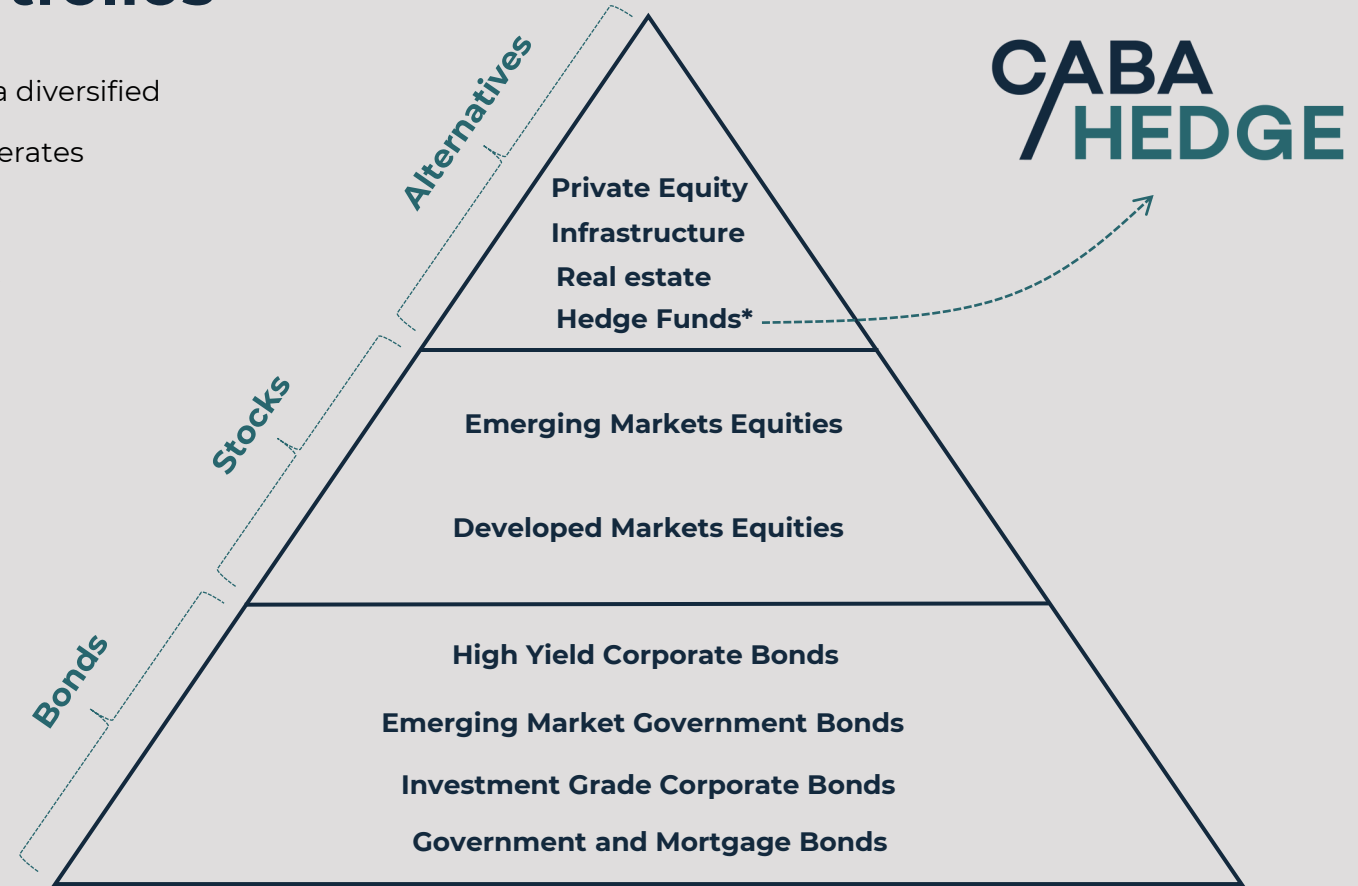 a diversified
erates
Alternatives
CABA
HEDGE
Private Equity
Infrastructure
Real estate
Hedge Funds*
Stocks
Emerging Markets Equities
Developed Markets Equities
Bonds
High Yield Corporate Bonds
Emerging Market Government Bonds
Investment Grade Corporate Bonds
Government and Mortgage Bonds